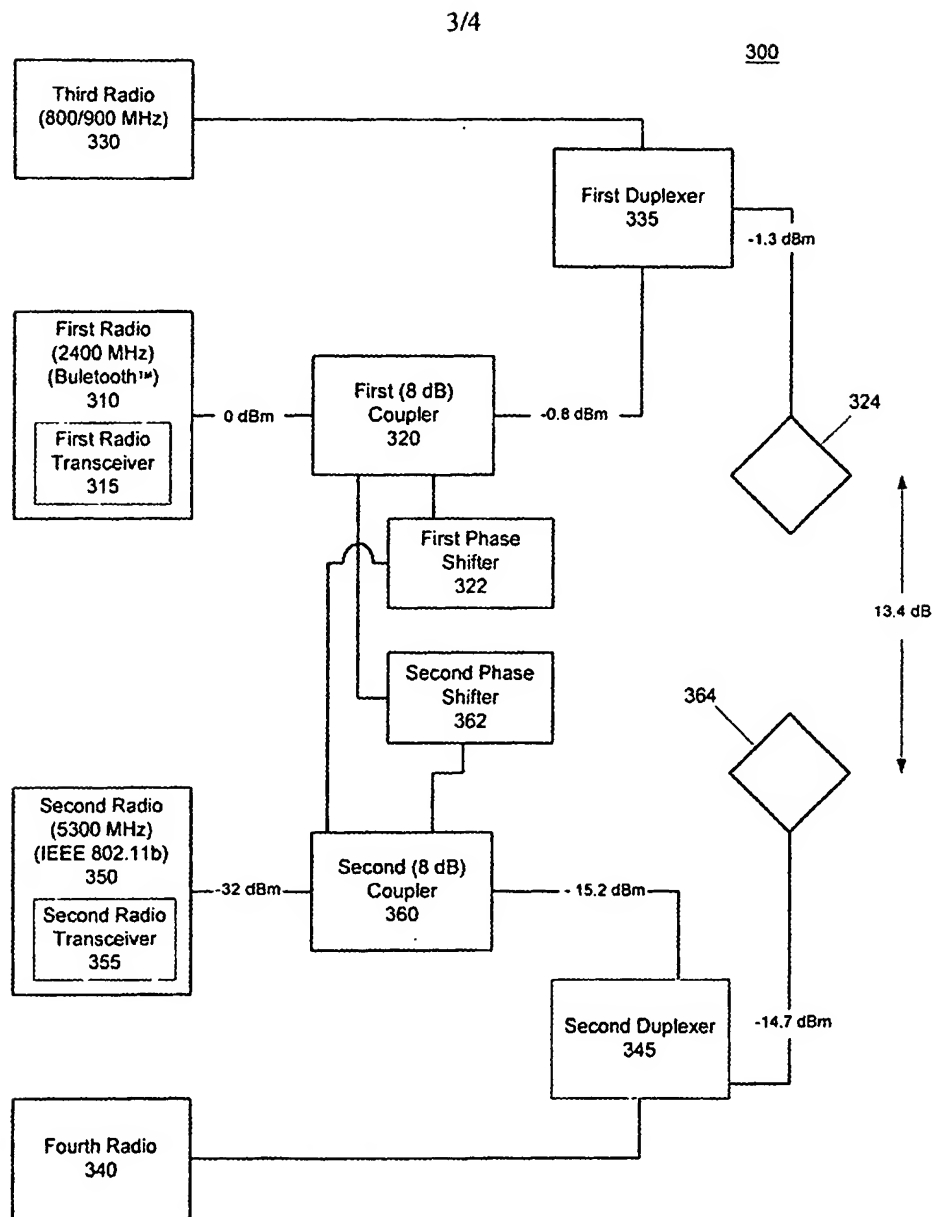 3/4
300
Third Radio
(800/900 MHz)
330
First Duplexer
335
-1.3 dBm
First Radio
(2400 MHz)
(Buletooth™)
310
First Radio
Transceiver
315
0 dBm
First (8 dB)
Coupler
320
-0.8 dBm
324
First Phase
Shifter
322
13.4 dB
Second Phase
Shifter
362
364
Second Radio
(5300 MHz)
(IEEE 802.11b)
350
Second Radio
Transceiver
355
-32 dBm
Second (8 dB)
Coupler
360
- 15.2 dBm
Second Duplexer
345
-14.7 dBm
Fourth Radio
340